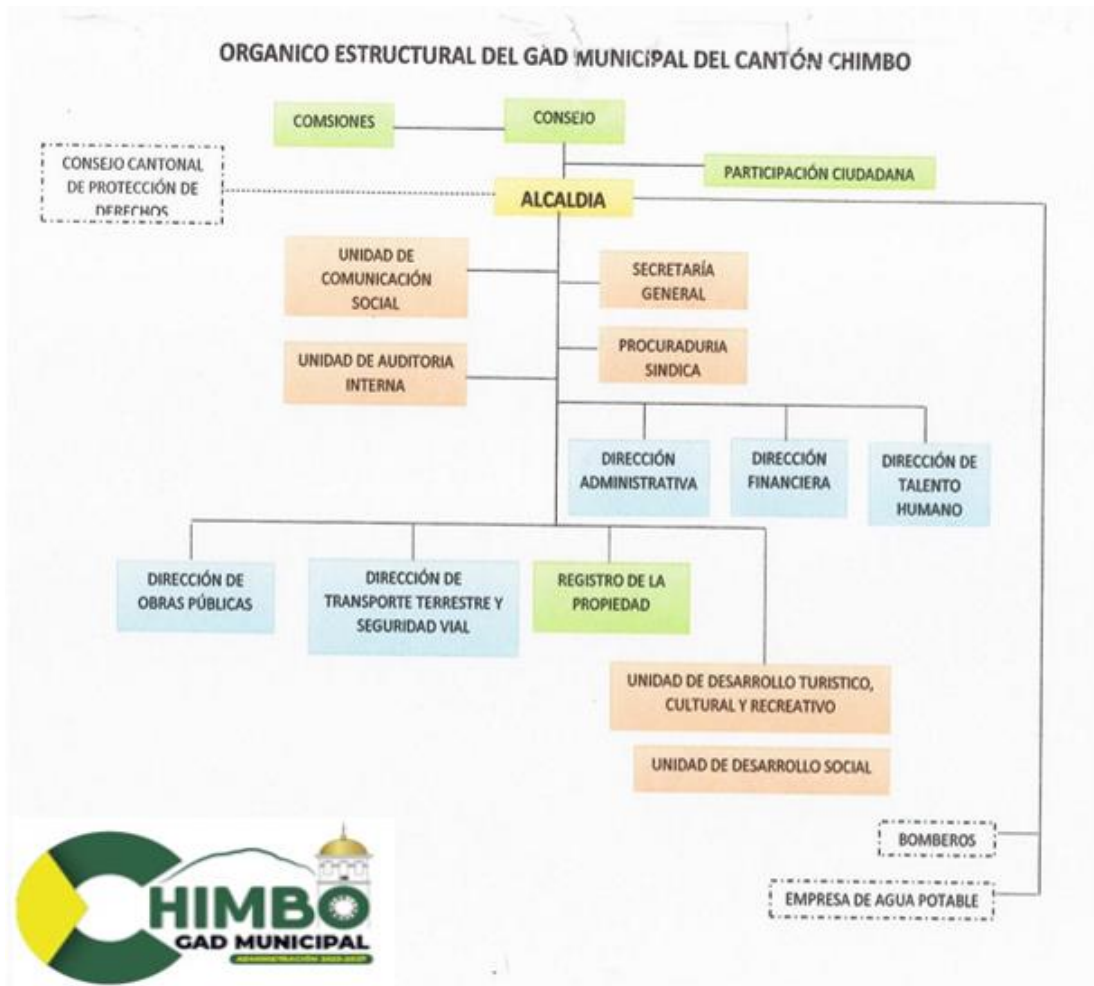 ORGANICO ESTRUCTURAL DEL GAD MUNICIPAL DEL CANTÓN CHIMBO
COMSIONES
CONSEJO
CONSEJO CANTONAL
DE PROTECCIÓN DE
DERECHOS
PARTICIPACIÓN CIUDADANA
ALCALDIA
UNIDAD DE
COMUNICACIÓN
SOCIAL
SECRETARÍA
GENERAL
UNIDAD DE AUDITORIA
INTERNA
PROCURADURIA
SINDICA
DIRECCIÓN
ADMINISTRATIVA
DIRECCIÓN
FINANCIERA
DIRECCIÓN DE
TALENTO
HUMANO
DIRECCIÓN DE
OBRAS PÚBLICAS
DIRECCIÓN DE
TRANSPORTE TERRESTRE Y
SEGURIDAD VIAL
REGISTRO DE LA
PROPIEDAD
UNIDAD DE DESARROLLO TURISTICO,
CULTURAL Y RECREATIVO
UNIDAD DE DESARROLLO SOCIAL
BOMBEROS
EMPRESA DE AGUA POTABLE
CHIMBO
GAD MUNICIPAL
ADMINISTRACIÓN 2023-2027